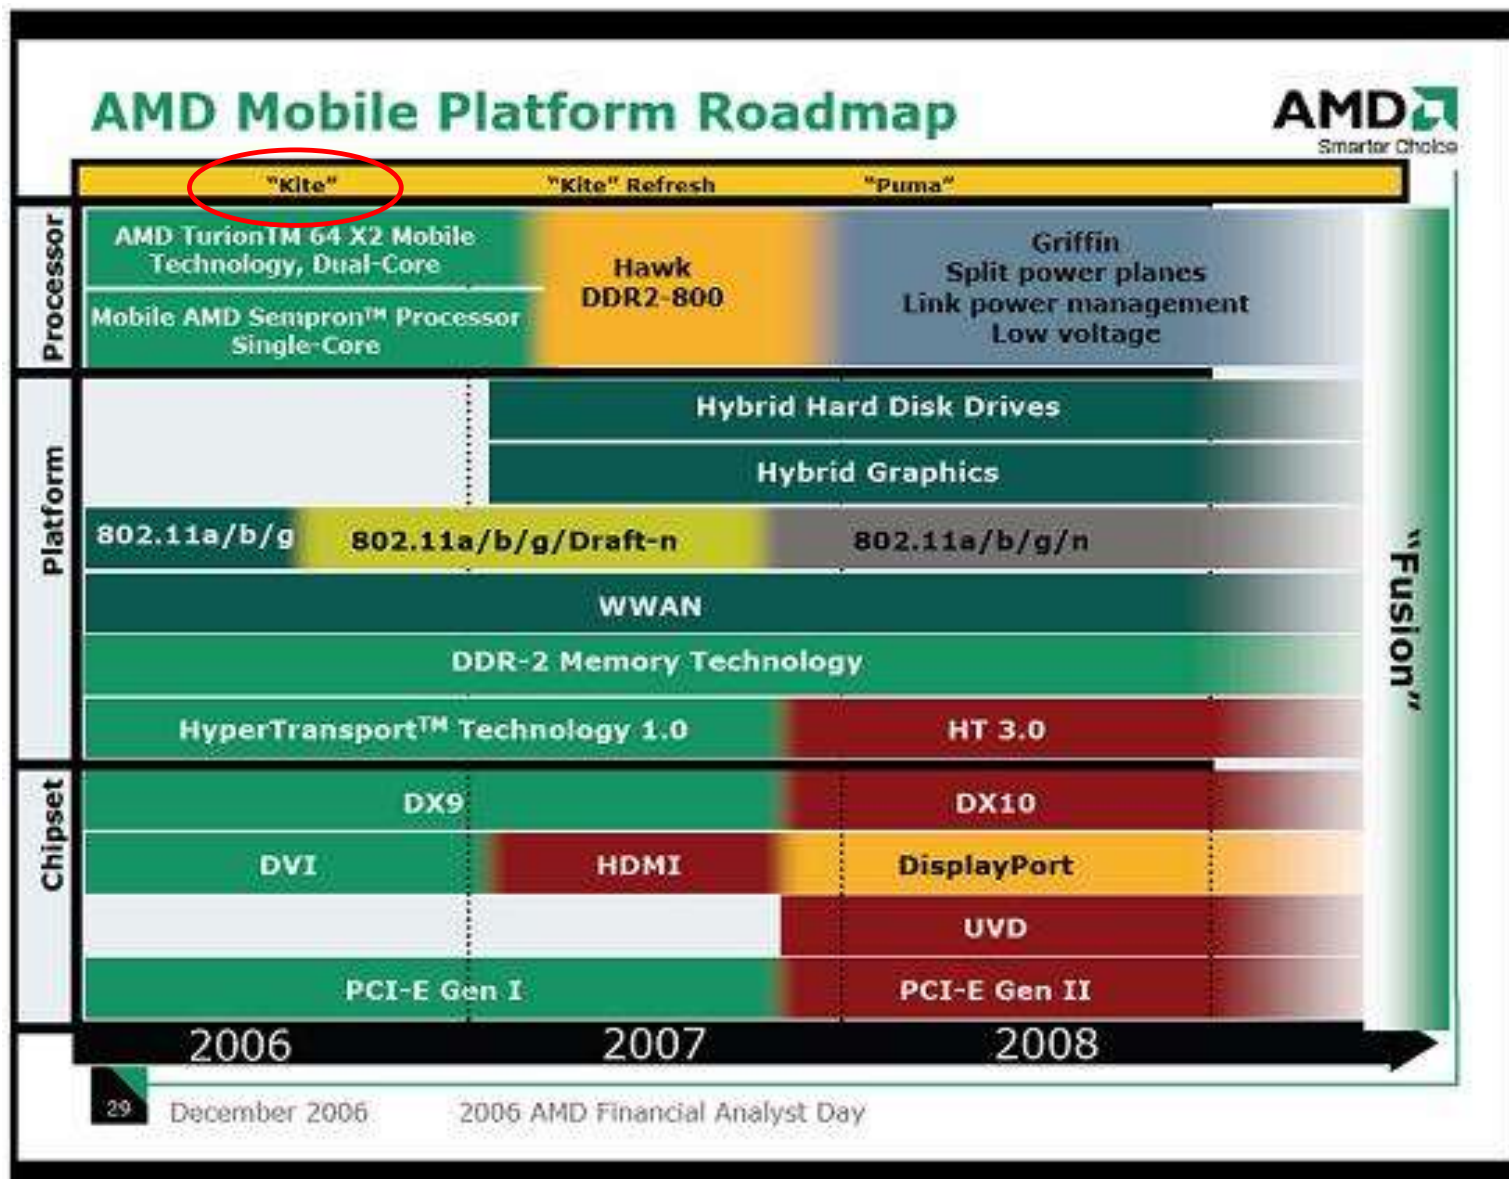 AMD Mobile Platform Roadmap
AMD
Smarter Choice
"Kite"
"Kite" Refresh
"Puma"
Processor
AMD TurionTM 64 X2 Mobile
Technology, Dual-Core
Mobile AMD Sempron™ Processor
Single-Core
Hawk
DDR2-800
Griffin
Split power planes
Link power management
Low voltage
Platform
Hybrid Hard Disk Drives
Hybrid Graphics
802.11a/b/g
802.11a/b/g/Draft-n
802.11a/b/g/n
WWAN
DDR-2 Memory Technology
HyperTransport™ Technology 1.0
HT 3.0
"Fusion"
Chipset
DX9
DX10
DVI
HDMI
DisplayPort
UVD
PCI-E Gen I
PCI-E Gen II
2006
2007
2008
29
December 2006
2006 AMD Financial Analyst Day